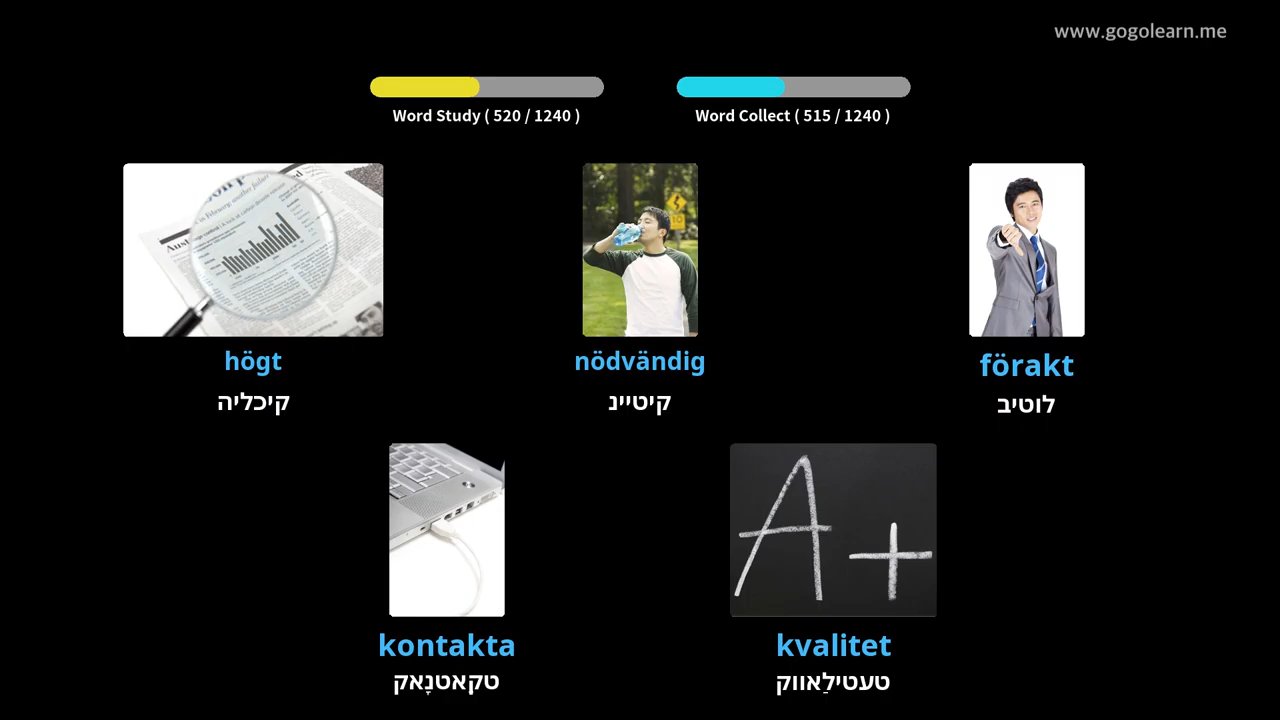 www.gogolearn.me
Word Study ( 520 / 1240 )
Word Collect ( 515 / 1240 )
högt
קיכליה
nödvändig
קיטיינ
förakt
לוטיב
kontakta
טקאטנָאק
kvalitet
טעטילַאווק